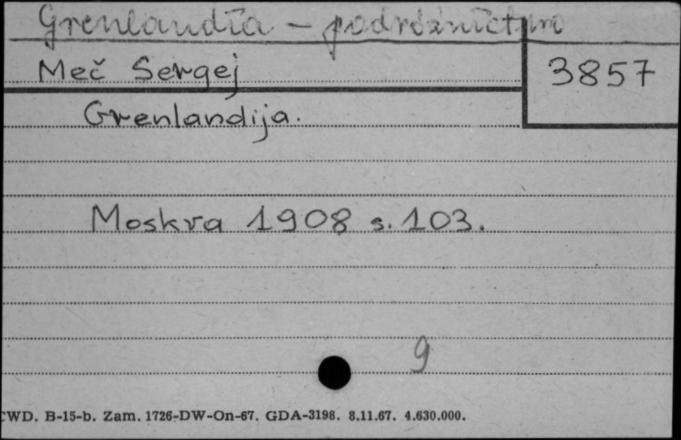 Grenlandia - podróżnictwo
Meč Sergej
3857
Grenlandija.
Moskva 1908 s. 103.
9
CWD. B-15-b. Zam. 1726-DW-On-67. GDA-3198. 8.11.67. 4.630.000.